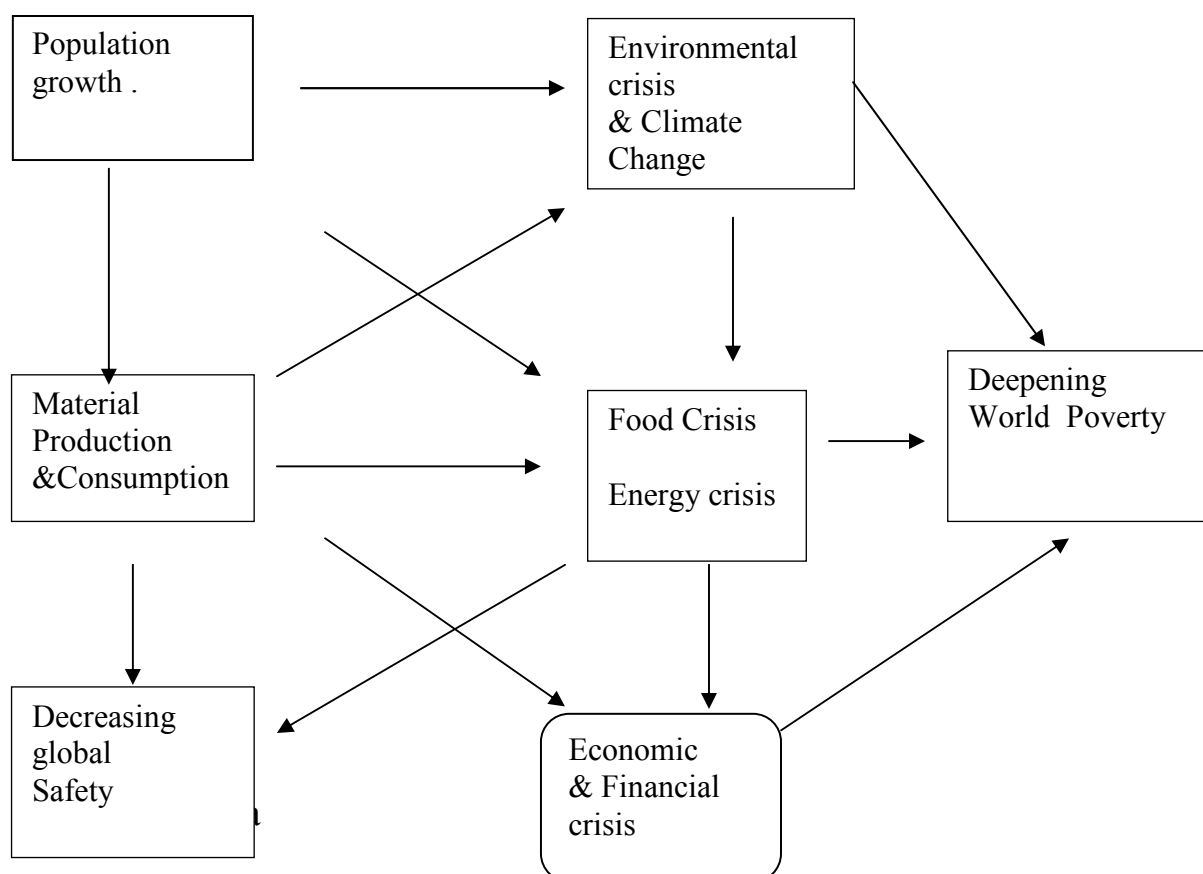 Population
growth .
Environmental
crisis
& Climate
Change
Material
Production
&Consumption
Food Crisis
Energy crisis
Deepening
World Poverty
Decreasing
global
Safety
Economic
& Financial
crisis